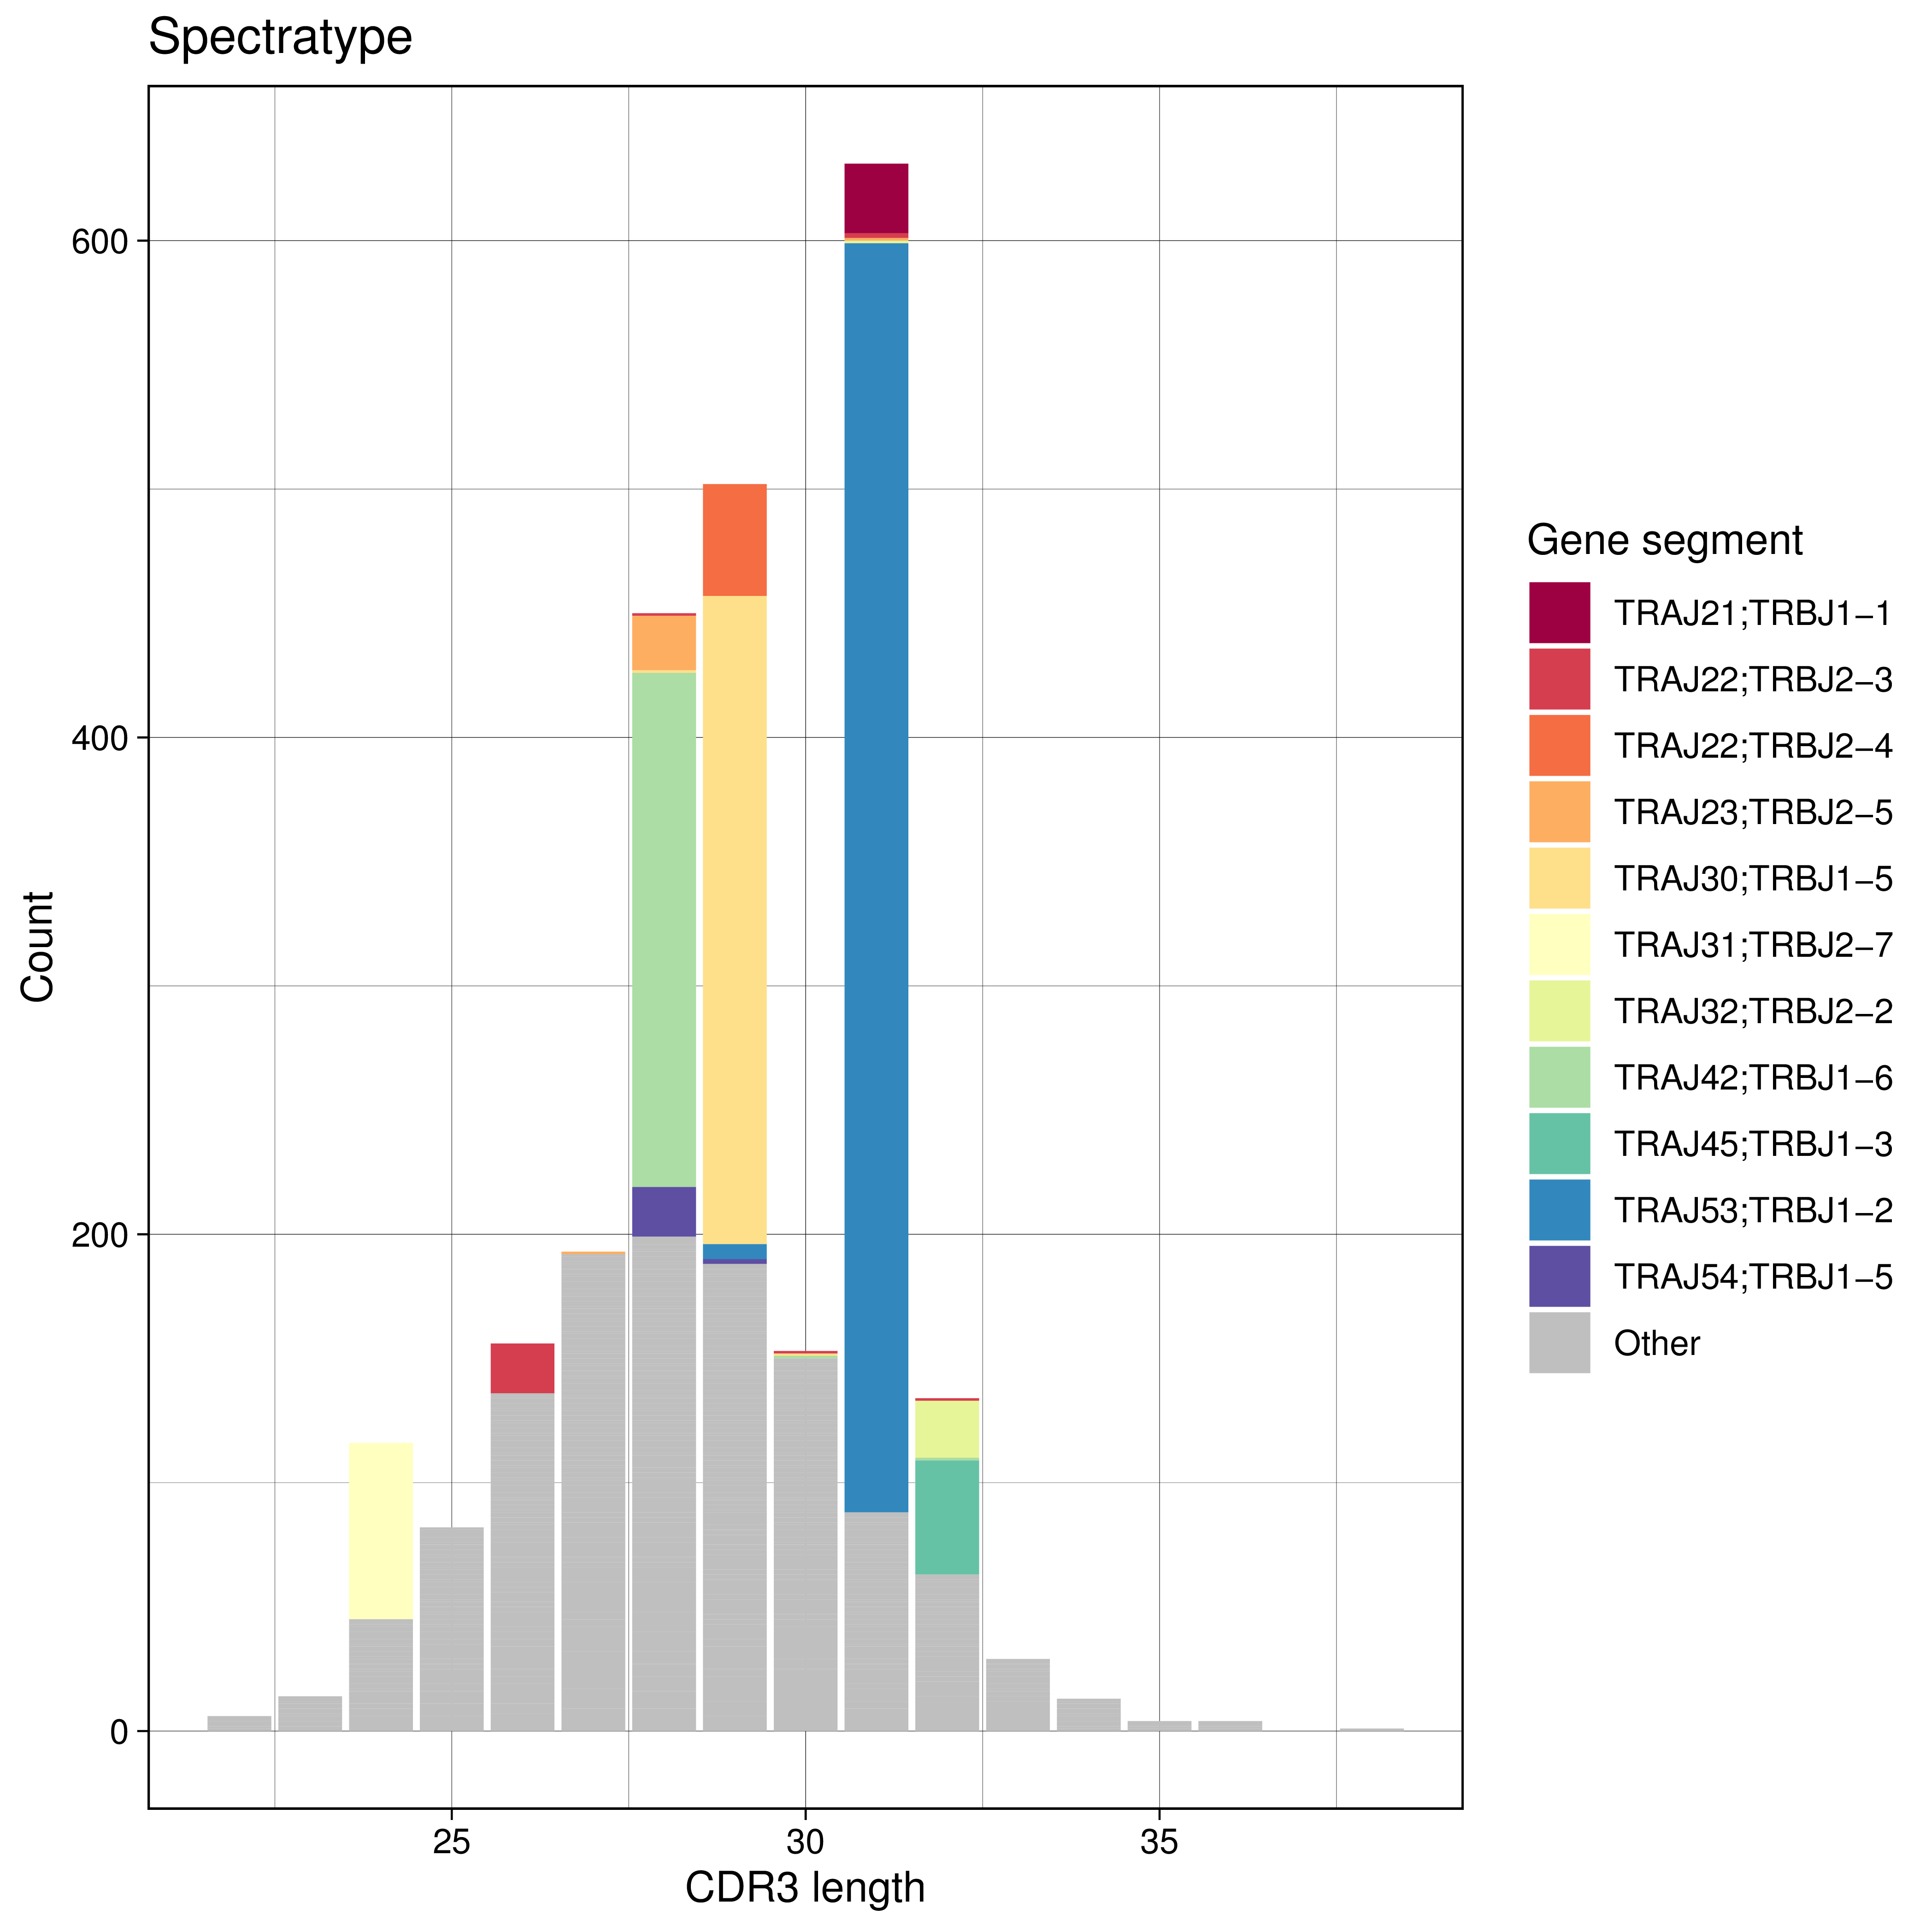 Spectratype
600
400
200
0
Count
25
30
35
CDR3 length
Gene segment
TRAJ21;TRBJ1−1
TRAJ22;TRBJ2−3
TRAJ22;TRBJ2−4
TRAJ23;TRBJ2−5
TRAJ30;TRBJ1−5
TRAJ31;TRBJ2−7
TRAJ32;TRBJ2−2
TRAJ42;TRBJ1−6
TRAJ45;TRBJ1−3
TRAJ53;TRBJ1−2
TRAJ54;TRBJ1−5
Other